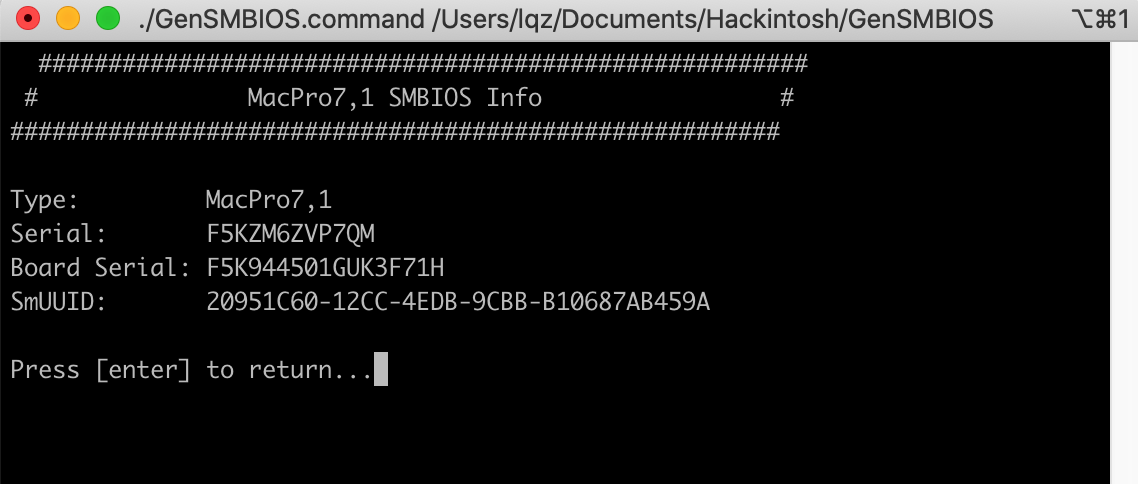 ./GenSMBIOS.command /Users/lqz/Documents/Hackintosh/GenSMBIOS ⌥⌘1
#######################################################
# MacPro7,1 SMBIOS Info #
#######################################################
Type: MacPro7,1
Serial: F5KZM6ZVP7QM
Board Serial: F5K944501GUK3F71H
SmUUID: 20951C60-12CC-4EDB-9CBB-B10687AB459A
Press [enter] to return...